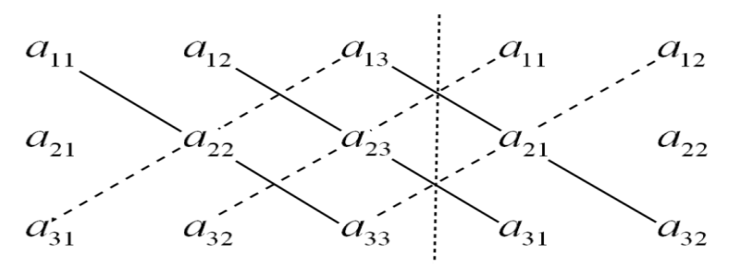 a₁₁ a₁₂ a₁₃ a₁₁ a₁₂
a₂₁ a₂₂ a₂₃ a₂₁ a₂₂
a₃₁ a₃₂ a₃₃ a₃₁ a₃₂